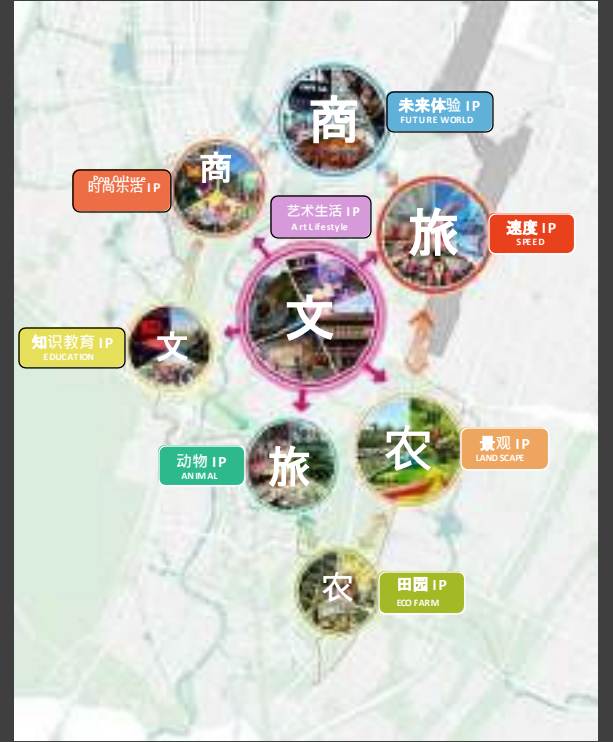 商
未来体验 IP
FUTURE WORLD
商
Pop Culture
时尚乐活 IP
艺术生活 IP
Art Lifestyle
旅
速度 IP
SPEED
文
知识教育 IP
EDUCATION
文
旅
动物 IP
ANIMAL
农
景观 IP
LANDSCAPE
农
田园 IP
ECO FARM